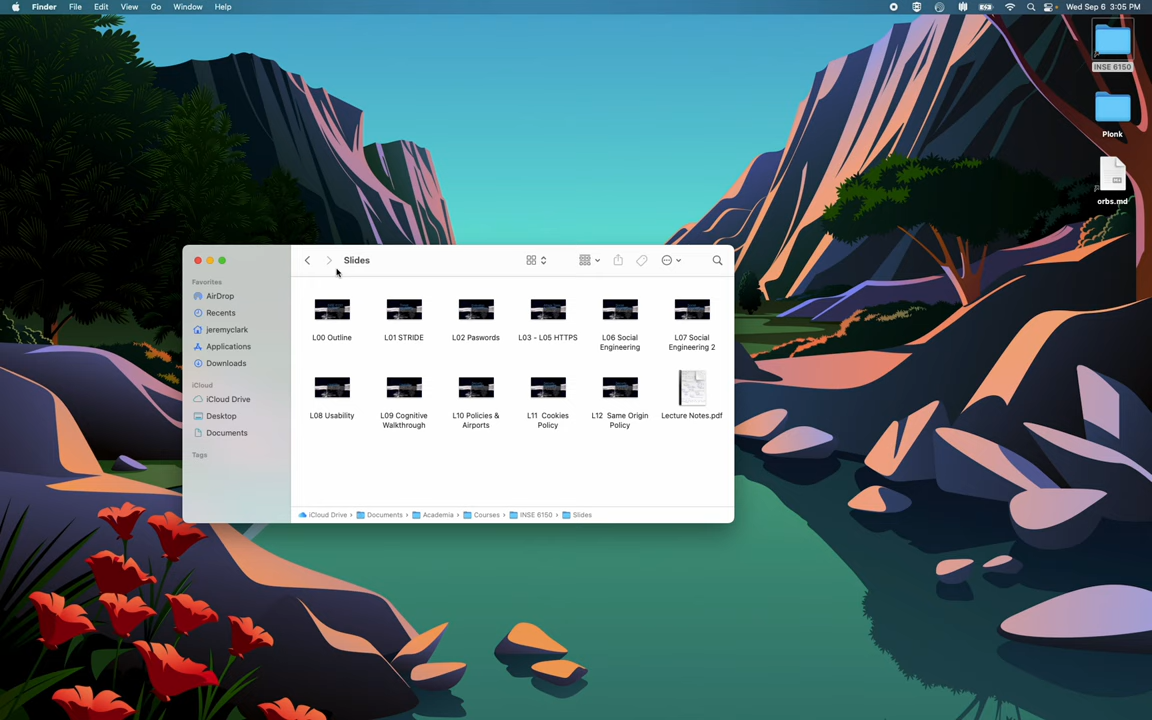 Finder File Edit View Go Window Help Wed Sep 6 3:05 PM
INSE 6150
Plonk
orbs.md
Slides
Favorites
AirDrop
Recents
jeremyclark
Applications
Downloads
iCloud
iCloud Drive
Desktop
Documents
Tags
L00 Outline
L01 STRIDE
L02 Paswords
L03 - L05 HTTPS
L06 Social
Engineering
L07 Social
Engineering 2
L08 Usability
L09 Cognitive
Walkthrough
L10 Policies &
Airports
L11 Cookies
Policy
L12 Same Origin
Policy
Lecture Notes.pdf
iCloud Drive › Documents › Academia › Courses › INSE 6150 › Slides